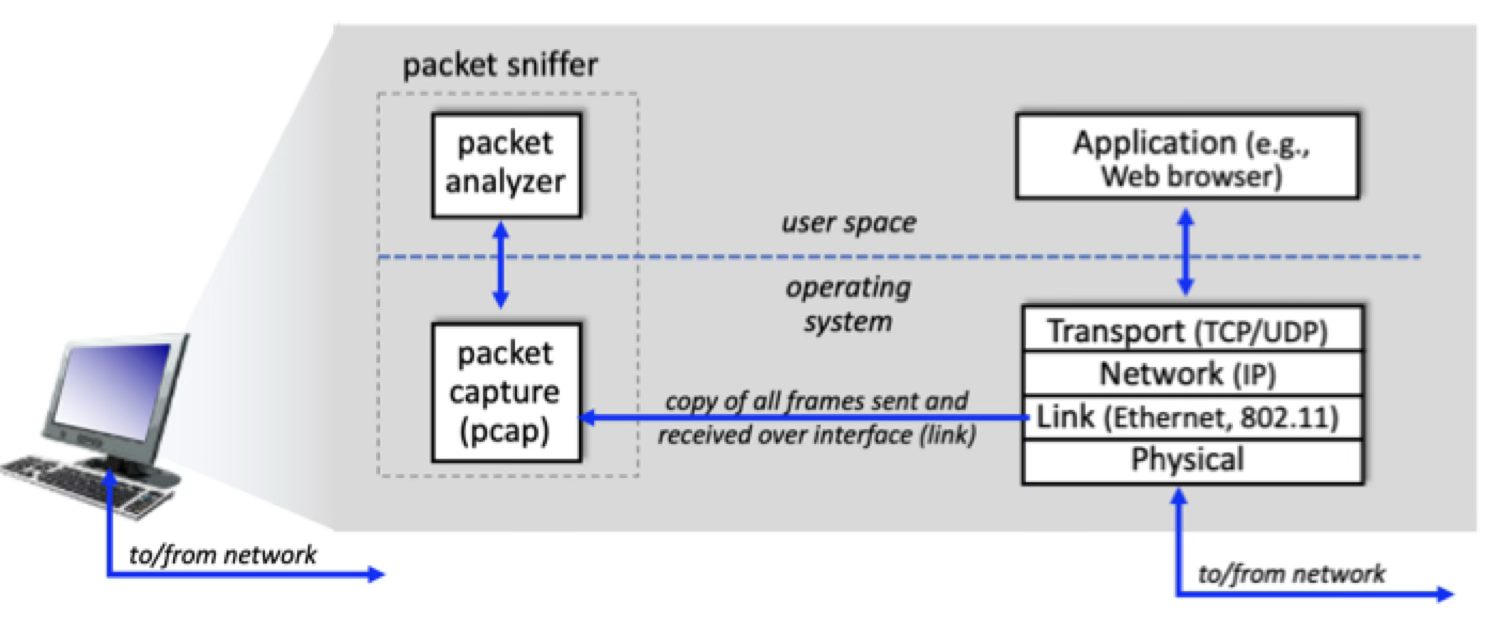 packet sniffer
packet
analyzer
Application (e.g.,
Web browser)
user space
operating
system
packet
capture
(pcap)
copy of all frames sent and
received over interface (link)
Transport (TCP/UDP)
Network (IP)
Link (Ethernet, 802.11)
Physical
to/from network
to/from network